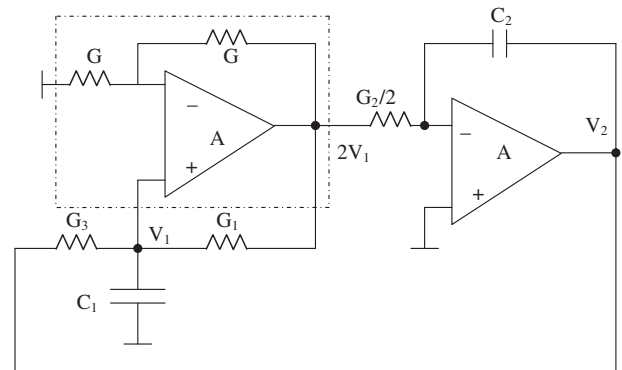 G
G
−
A
+
2V₁
G₂/2
C₂
−
A
+
V₂
G₃
V₁
G₁
C₁